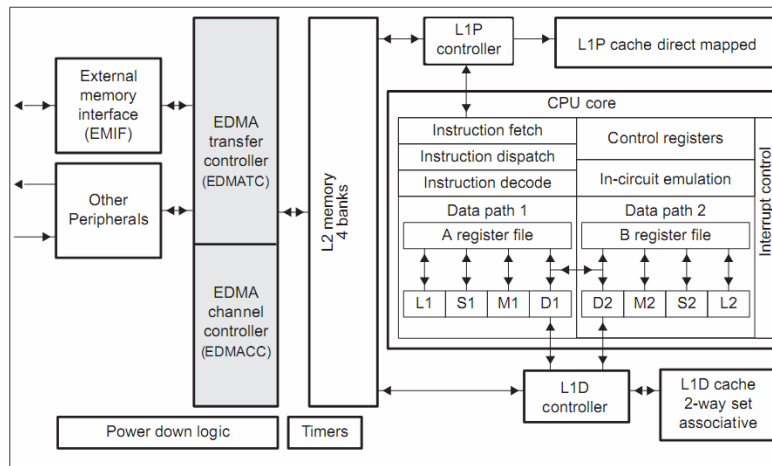 External
memory
interface
(EMIF)
Other
Peripherals
EDMA
transfer
controller
(EDMATC)
EDMA
channel
controller
(EDMACC)
L2 memory
4 banks
Power down logic
Timers
L1P
controller
L1P cache direct mapped
CPU core
Instruction fetch
Instruction dispatch
Instruction decode
Control registers
In-circuit emulation
Interrupt control
Data path 1
A register file
L1
S1
M1
D1
Data path 2
B register file
D2
M2
S2
L2
L1D
controller
L1D cache
2-way set
associative